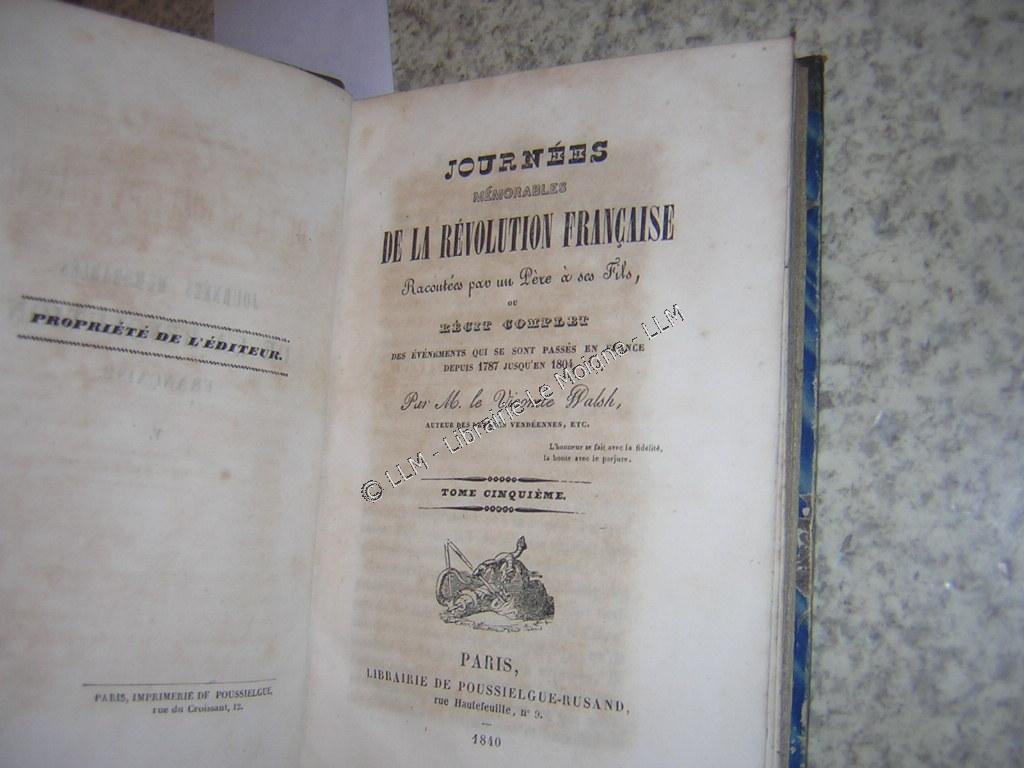 PROPRIÉTÉ DE L'ÉDITEUR.
PARIS, IMPRIMERIE DE POUSSIELGUE,
rue du Croissant, 12.
JOURNÉES
MÉMORABLES
DE LA RÉVOLUTION FRANÇAISE
Racontées par un Père à ses Fils,
ou
RÉCIT COMPLET
DES ÉVÉNEMENTS QUI SE SONT PASSÉS EN FRANCE
DEPUIS 1787 JUSQU'EN 1804
Par M. le Vicomte Walsh,
AUTEUR DES LETTRES VENDÉENNES, ETC.
L'honneur se fait avec la fidélité,
la honte avec le parjure.
TOME CINQUIÈME.
PARIS,
LIBRAIRIE DE POUSSIELGUE-RUSAND,
rue Hautefeuille, n° 9.
1840
© LLM - Librairie Le Moigne - LLM